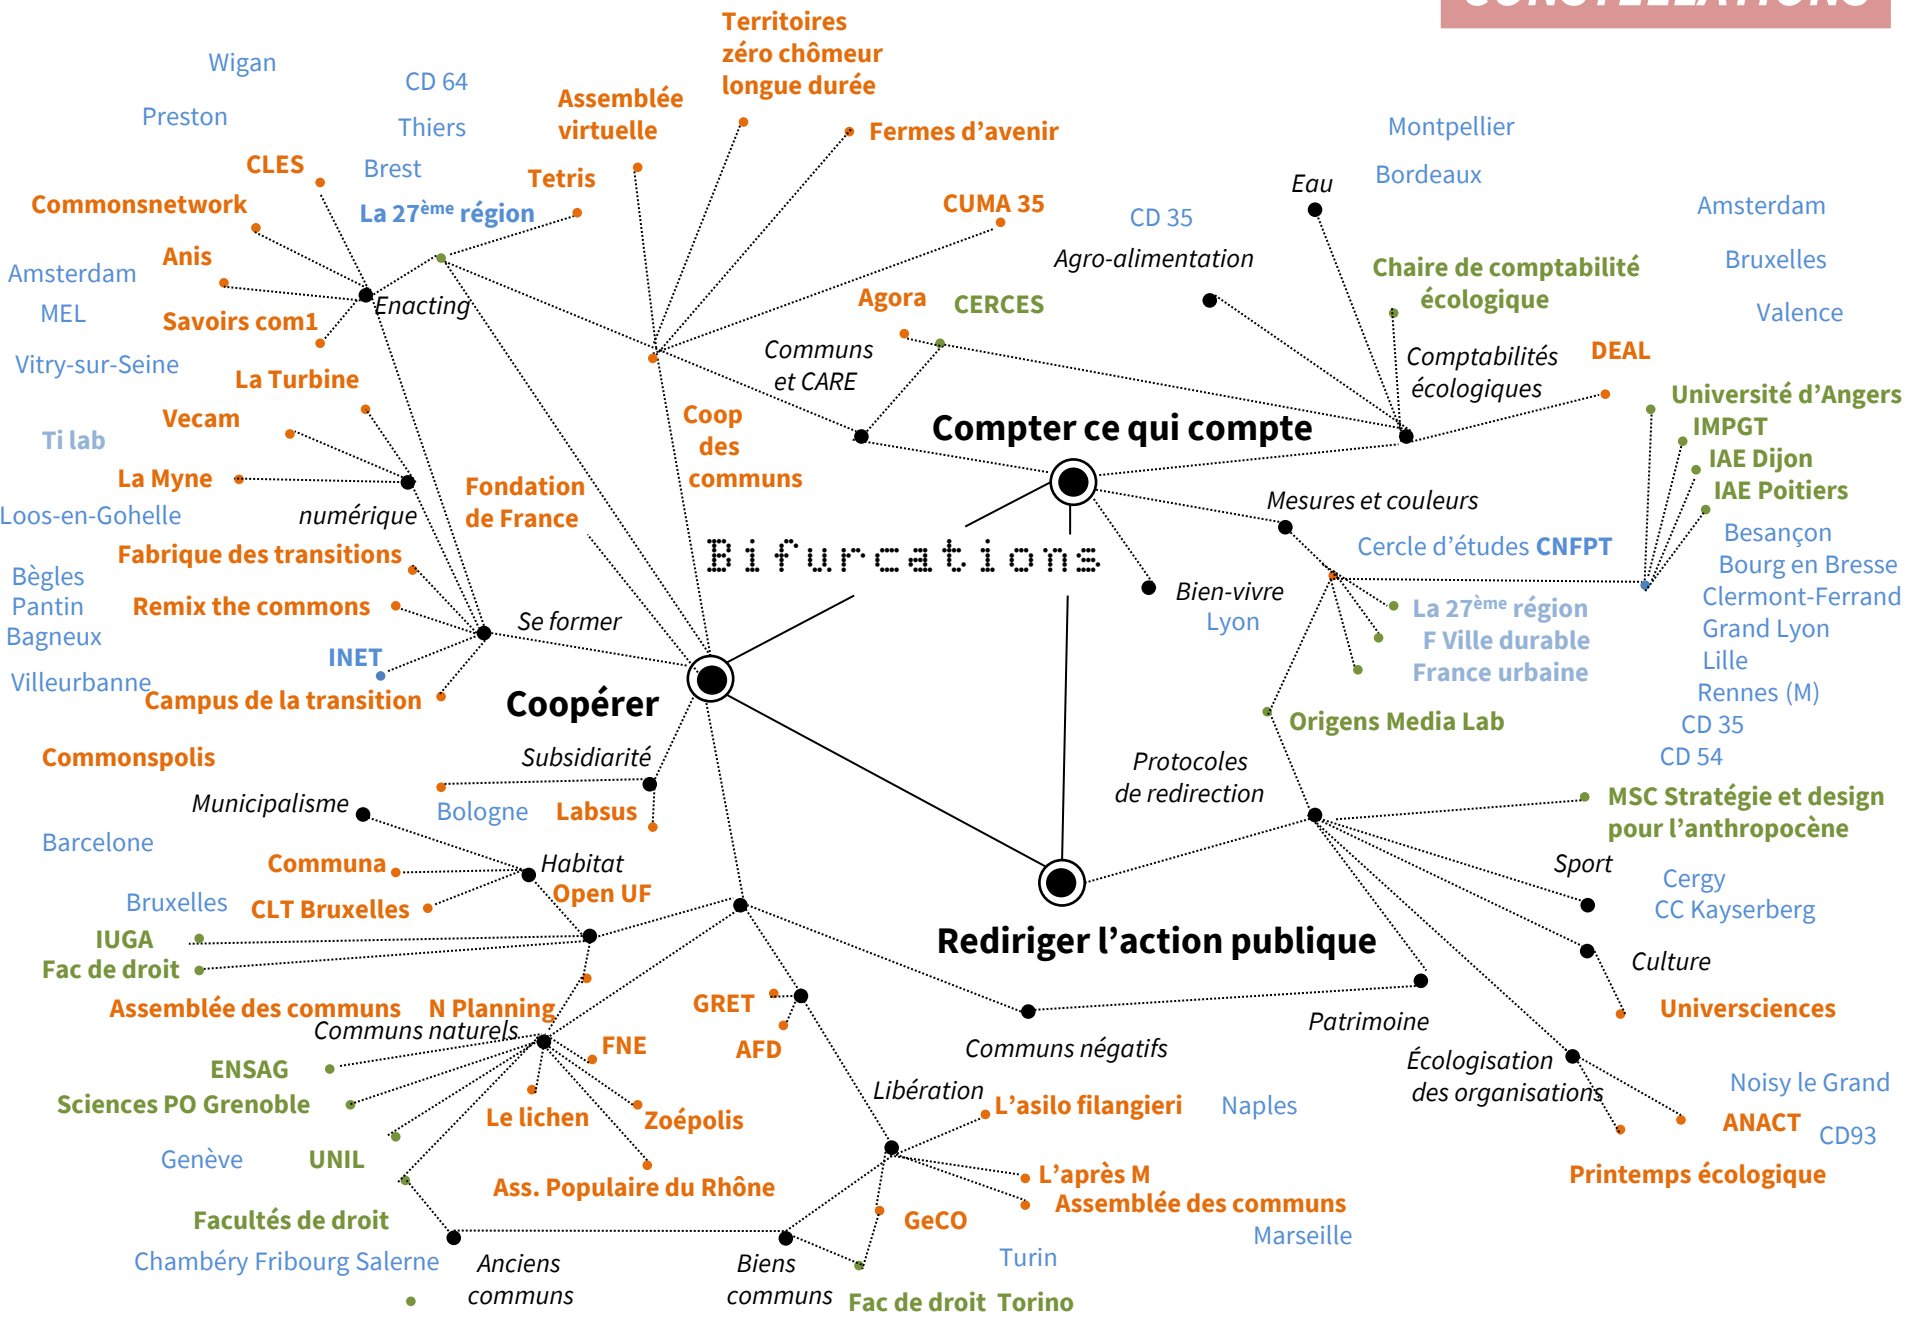 CONSTELLATIONS
Territoires
zéro chômeur
longue durée
Wigan
CD 64
Assemblée
virtuelle
Preston
Thiers
Fermes d’avenir
Montpellier
CLES
Brest
Tetris
Bordeaux
Eau
Commonsnetwork
La 27ème région
CUMA 35
CD 35
Amsterdam
Anis
Agro-alimentation
Bruxelles
Amsterdam
Chaire de comptabilité
écologique
Enacting
Agora
CERCES
MEL
Savoirs com1
Valence
Communs
et CARE
Comptabilités
écologiques
DEAL
Vitry-sur-Seine
La Turbine
Université d’Angers
Vecam
Coop
des
communs
Compter ce qui compte
IMPGT
Ti lab
IAE Dijon
La Myne
Fondation
de France
IAE Poitiers
Mesures et couleurs
Loos-en-Gohelle
numérique
Besançon
Fabrique des transitions
Bifurcations
Cercle d’études CNFPT
Bourg en Bresse
Bègles
Pantin
Bagneux
Remix the commons
Se former
Bien-vivre
Lyon
La 27ème région
F Ville durable
France urbaine
Clermont-Ferrand
Grand Lyon
Lille
Rennes (M)
CD 35
CD 54
INET
Villeurbanne
Campus de la transition
Coopérer
Origens Media Lab
Commonspolis
Subsidiarité
Protocoles
de redirection
Municipalisme
Bologne
Labsus
MSC Stratégie et design
pour l’anthropocène
Barcelone
Communa
Habitat
Sport
Open UF
Cergy
CC Kayserberg
Bruxelles
CLT Bruxelles
IUGA
Rediriger l’action publique
Fac de droit
Culture
Assemblée des communs
N Planning
GRET
Universciences
Communs naturels
Patrimoine
FNE
AFD
Communs négatifs
Écologisation
des organisations
ENSAG
Libération
Noisy le Grand
Sciences PO Grenoble
Le lichen
Zoépolis
L’asilo filangieri
Naples
ANACT
CD93
Genève
UNIL
L’après M
Printemps écologique
Ass. Populaire du Rhône
Assemblée des communs
Facultés de droit
GeCO
Marseille
Chambéry Fribourg Salerne
Anciens
communs
Biens
communs
Turin
Fac de droit Torino